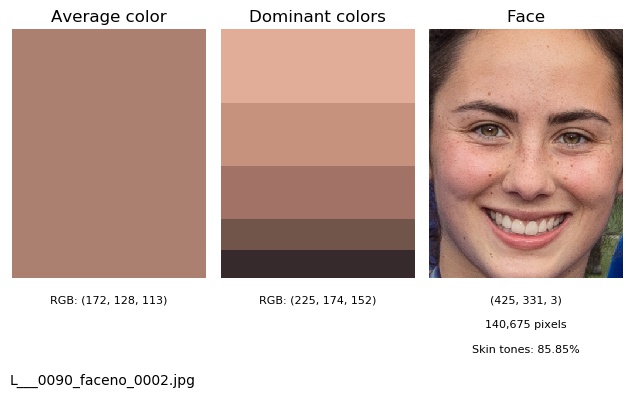 Average color
Dominant colors
Face
RGB: (172, 128, 113)
RGB: (225, 174, 152)
(425, 331, 3)
140,675 pixels
Skin tones: 85.85%
L___0090_faceno_0002.jpg